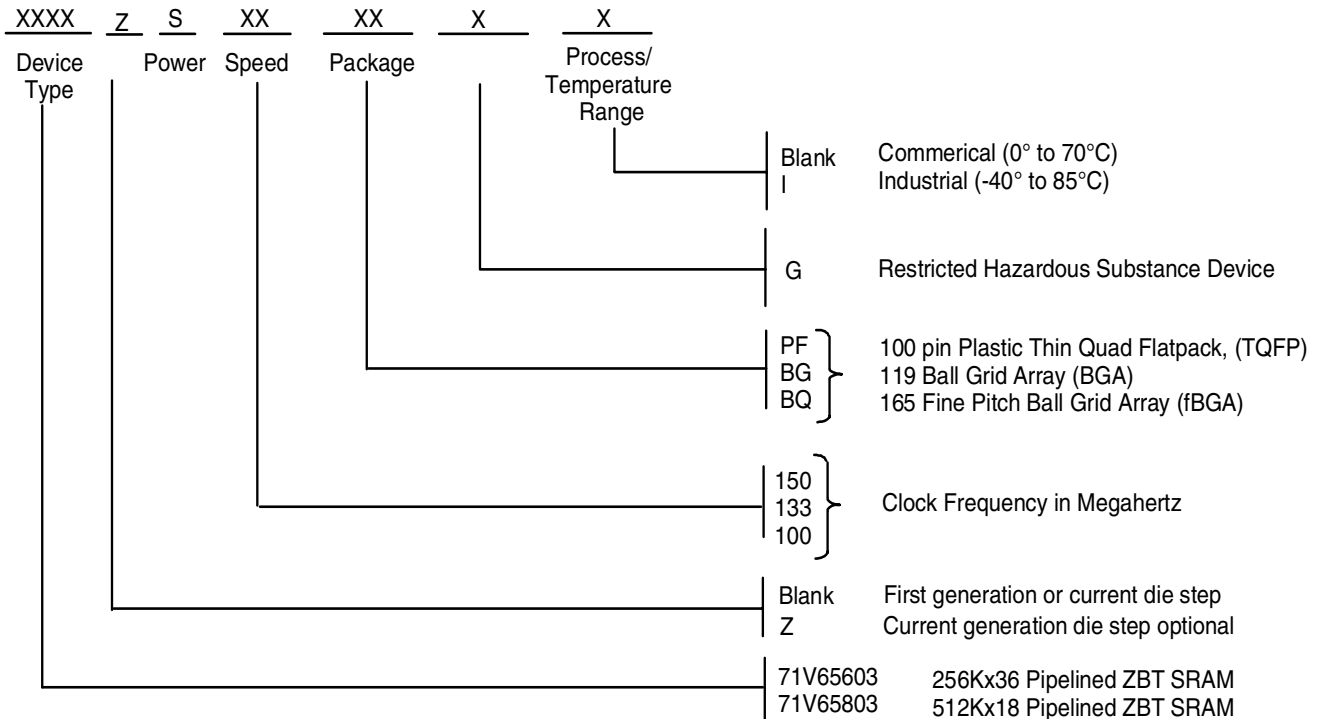 XXXX Z S XX XX X X
Device Type Power Speed Package Process/ Temperature Range
Blank Commerical (0° to 70°C)
I Industrial (-40° to 85°C)
G Restricted Hazardous Substance Device
PF 100 pin Plastic Thin Quad Flatpack, (TQFP)
BG 119 Ball Grid Array (BGA)
BQ 165 Fine Pitch Ball Grid Array (fBGA)
150
133 Clock Frequency in Megahertz
100
Blank First generation or current die step
Z Current generation die step optional
71V65603 256Kx36 Pipelined ZBT SRAM
71V65803 512Kx18 Pipelined ZBT SRAM